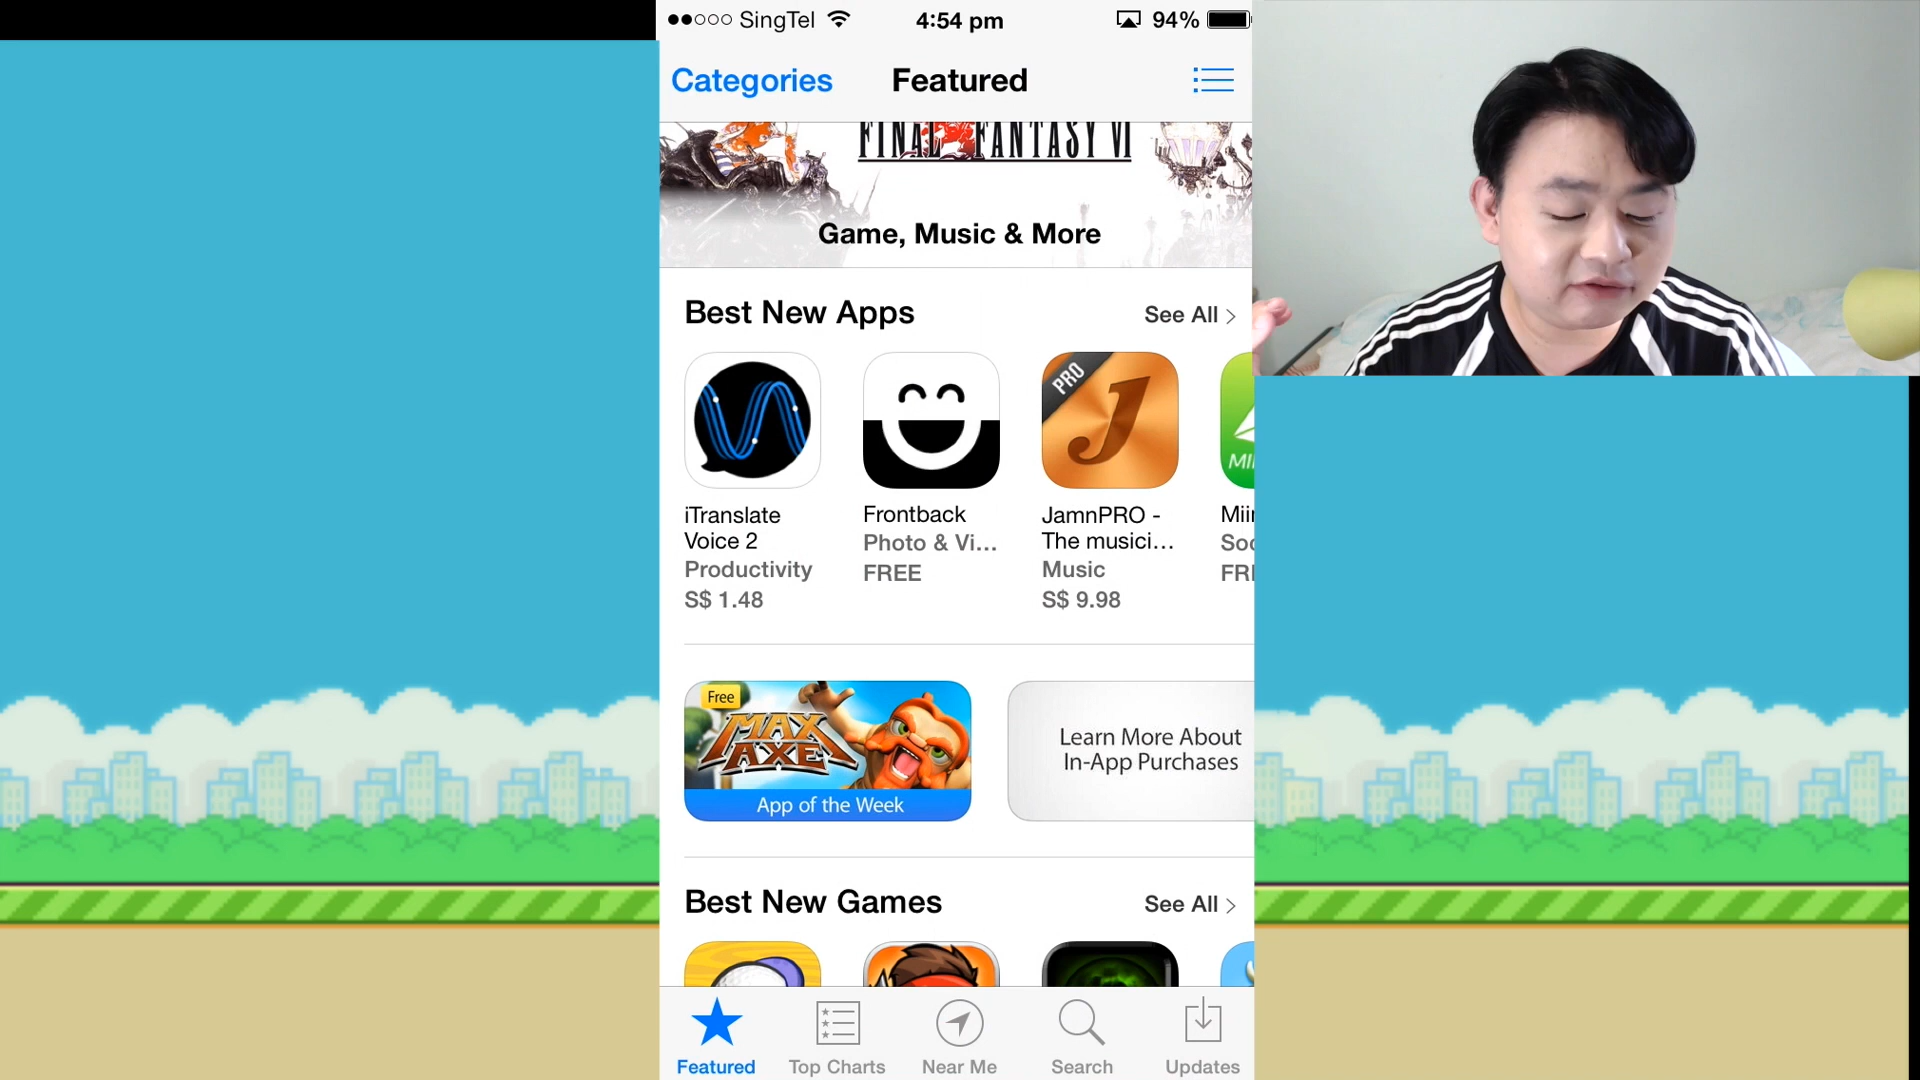 SingTel 4:54 pm 94%
Categories Featured
FINAL FANTASY VI
Game, Music & More
Best New Apps See All
PRO
J
iTranslate
Voice 2
Productivity
S$ 1.48
Frontback
Photo & Vi...
FREE
JamnPRO -
The musici...
Music
S$ 9.98
Free
MAX
AXE
App of the Week
Learn More About
In-App Purchases
Best New Games See All
Featured Top Charts Near Me Search Updates